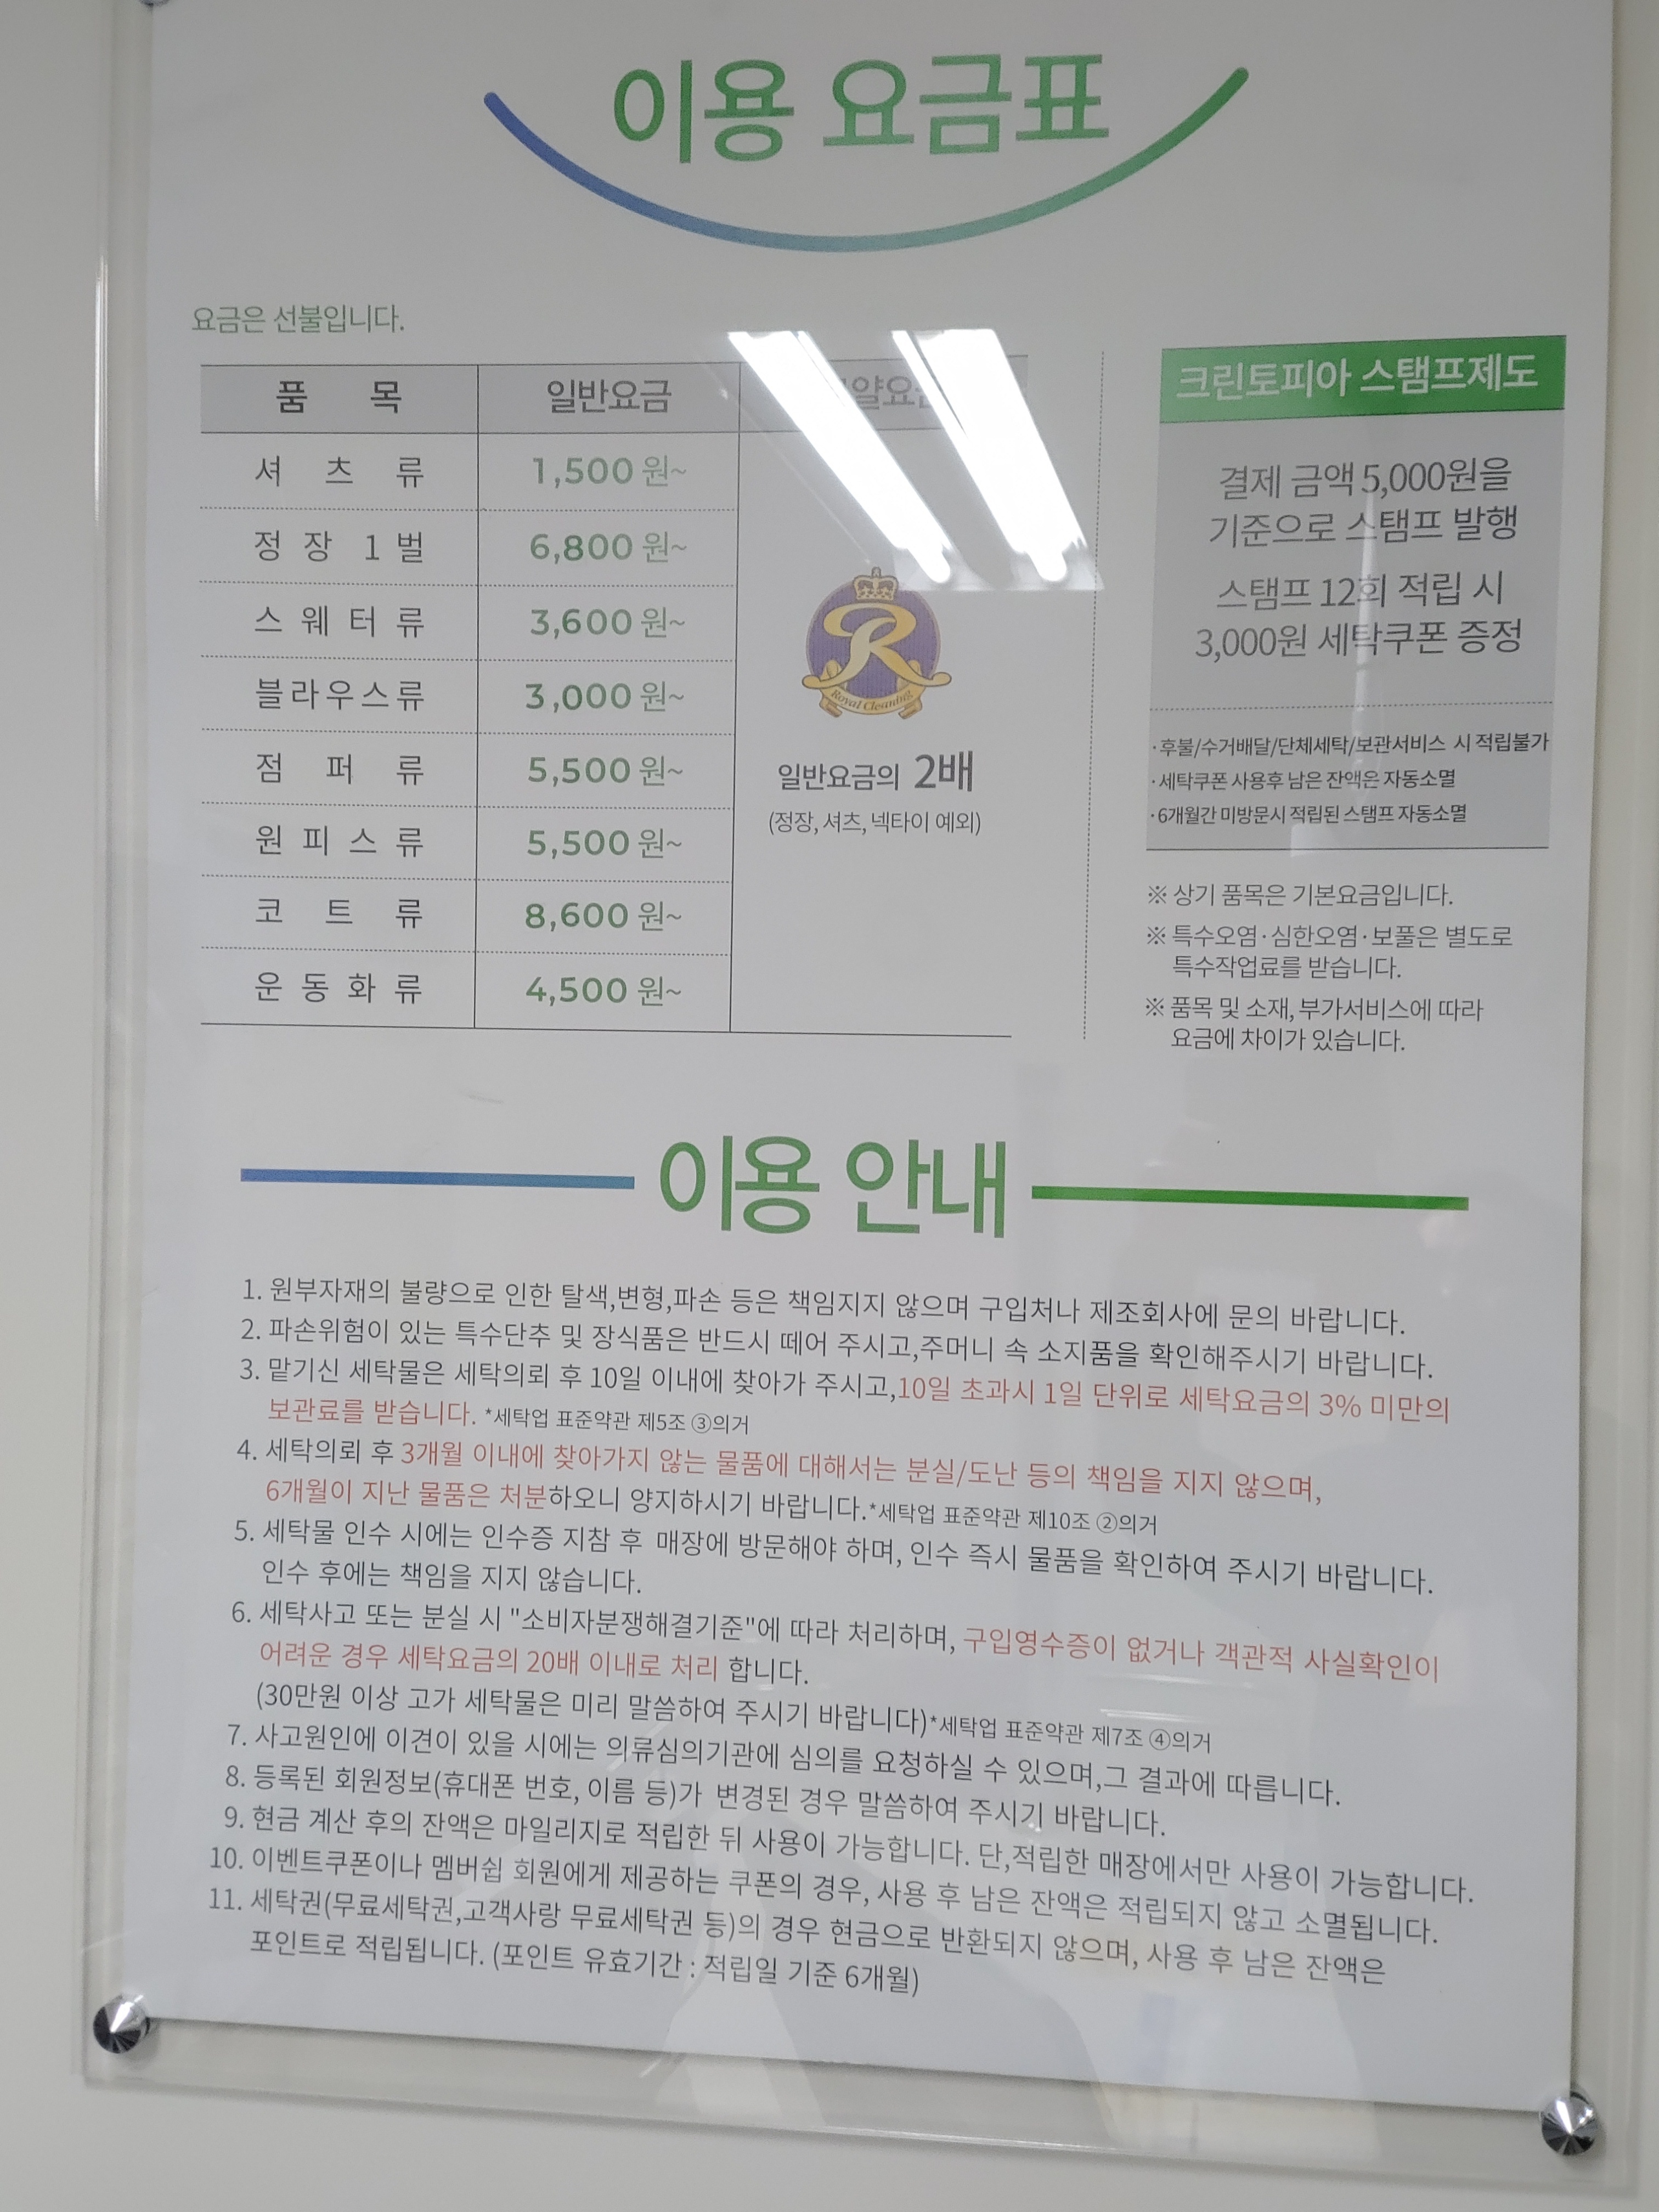 이용 요금표
요금은 선불입니다.
품 목 일반요금
셔 츠 류 1,500 원~
정 장 1 벌 6,800 원~
스 웨 터 류 3,600 원~
블라우스류 3,000 원~
점 퍼 류 5,500 원~
원 피 스 류 5,500 원~
코 트 류 8,600 원~
운 동 화 류 4,500 원~
R
Royal Cleaning
일반요금의 2배
(정장, 셔츠, 넥타이 예외)
크린토피아 스탬프제도
결제 금액 5,000원을
기준으로 스탬프 발행
스탬프 12회 적립 시
3,000원 세탁쿠폰 증정
·후불/수거배달/단체세탁/보관서비스 시 적립불가
·세탁쿠폰 사용후 남은 잔액은 자동소멸
·6개월간 미방문시 적립된 스탬프 자동소멸
※ 상기 품목은 기본요금입니다.
※ 특수오염·심한오염·보풀은 별도로
특수작업료를 받습니다.
※ 품목 및 소재, 부가서비스에 따라
요금에 차이가 있습니다.
이용 안내
1. 원부자재의 불량으로 인한 탈색,변형,파손 등은 책임지지 않으며 구입처나 제조회사에 문의 바랍니다.
2. 파손위험이 있는 특수단추 및 장식품은 반드시 떼어 주시고,주머니 속 소지품을 확인해주시기 바랍니다.
3. 맡기신 세탁물은 세탁의뢰 후 10일 이내에 찾아가 주시고,10일 초과시 1일 단위로 세탁요금의 3% 미만의
보관료를 받습니다. *세탁업 표준약관 제5조 ③의거
4. 세탁의뢰 후 3개월 이내에 찾아가지 않는 물품에 대해서는 분실/도난 등의 책임을 지지 않으며,
6개월이 지난 물품은 처분하오니 양지하시기 바랍니다.*세탁업 표준약관 제10조 ②의거
5. 세탁물 인수 시에는 인수증 지참 후 매장에 방문해야 하며, 인수 즉시 물품을 확인하여 주시기 바랍니다.
인수 후에는 책임을 지지 않습니다.
6. 세탁사고 또는 분실 시 "소비자분쟁해결기준"에 따라 처리하며, 구입영수증이 없거나 객관적 사실확인이
어려운 경우 세탁요금의 20배 이내로 처리 합니다.
(30만원 이상 고가 세탁물은 미리 말씀하여 주시기 바랍니다)*세탁업 표준약관 제7조 ④의거
7. 사고원인에 이견이 있을 시에는 의류심의기관에 심의를 요청하실 수 있으며,그 결과에 따릅니다.
8. 등록된 회원정보(휴대폰 번호, 이름 등)가 변경된 경우 말씀하여 주시기 바랍니다.
9. 현금 계산 후의 잔액은 마일리지로 적립한 뒤 사용이 가능합니다. 단,적립한 매장에서만 사용이 가능합니다.
10. 이벤트쿠폰이나 멤버쉽 회원에게 제공하는 쿠폰의 경우, 사용 후 남은 잔액은 적립되지 않고 소멸됩니다.
11. 세탁권(무료세탁권,고객사랑 무료세탁권 등)의 경우 현금으로 반환되지 않으며, 사용 후 남은 잔액은
포인트로 적립됩니다. (포인트 유효기간 : 적립일 기준 6개월)